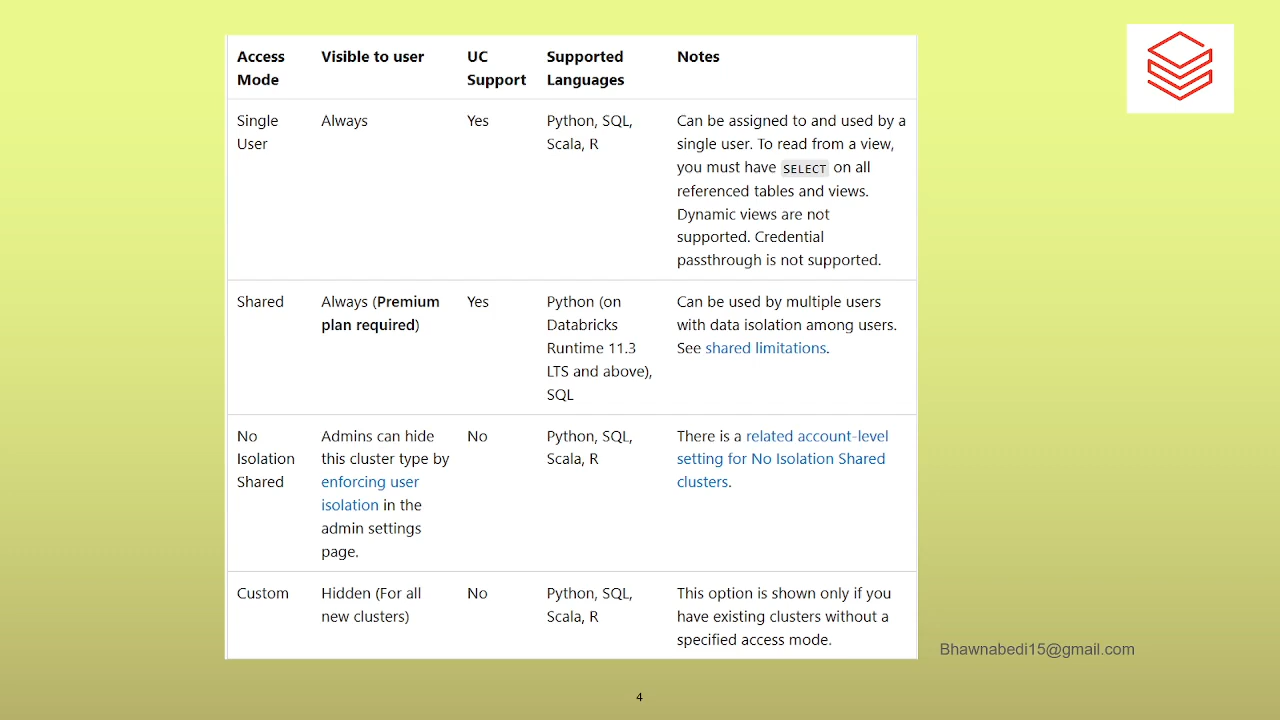 Access Mode | Visible to user | UC Support | Supported Languages | Notes
Single User | Always | Yes | Python, SQL, Scala, R | Can be assigned to and used by a single user. To read from a view, you must have SELECT on all referenced tables and views. Dynamic views are not supported. Credential passthrough is not supported.
Shared | Always (Premium plan required) | Yes | Python (on Databricks Runtime 11.3 LTS and above), SQL | Can be used by multiple users with data isolation among users. See shared limitations.
No Isolation Shared | Admins can hide this cluster type by enforcing user isolation in the admin settings page. | No | Python, SQL, Scala, R | There is a related account-level setting for No Isolation Shared clusters.
Custom | Hidden (For all new clusters) | No | Python, SQL, Scala, R | This option is shown only if you have existing clusters without a specified access mode.
Bhawnabedi15@gmail.com
4